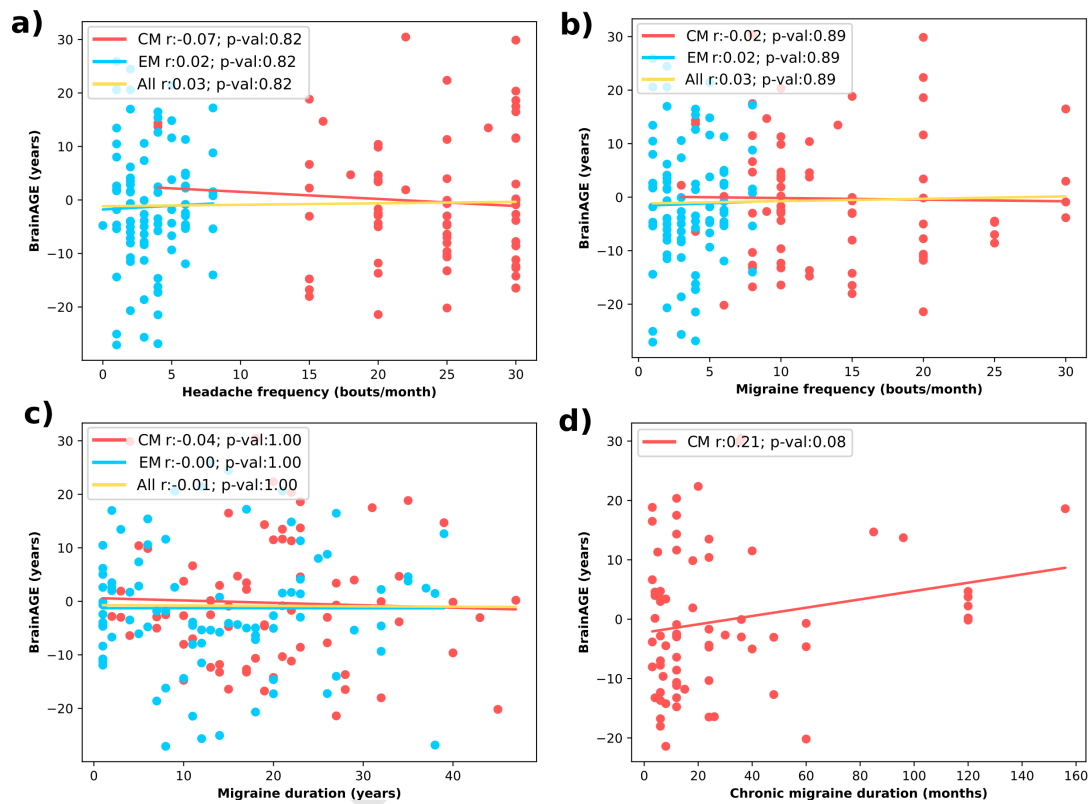 a)
CM r:-0.07; p-val:0.82
EM r:0.02; p-val:0.82
All r:0.03; p-val:0.82
30
20
10
0
−10
−20
BrainAGE (years)
0 5 10 15 20 25 30
Headache frequency (bouts/month)
b)
CM r:-0.02; p-val:0.89
EM r:0.02; p-val:0.89
All r:0.03; p-val:0.89
30
20
10
0
−10
−20
BrainAGE (years)
0 5 10 15 20 25 30
Migraine frequency (bouts/month)
c)
CM r:-0.04; p-val:1.00
EM r:-0.00; p-val:1.00
All r:-0.01; p-val:1.00
30
20
10
0
−10
−20
BrainAGE (years)
0 10 20 30 40
Migraine duration (years)
d)
CM r:0.21; p-val:0.08
30
20
10
0
−10
−20
BrainAGE (years)
0 20 40 60 80 100 120 140 160
Chronic migraine duration (months)